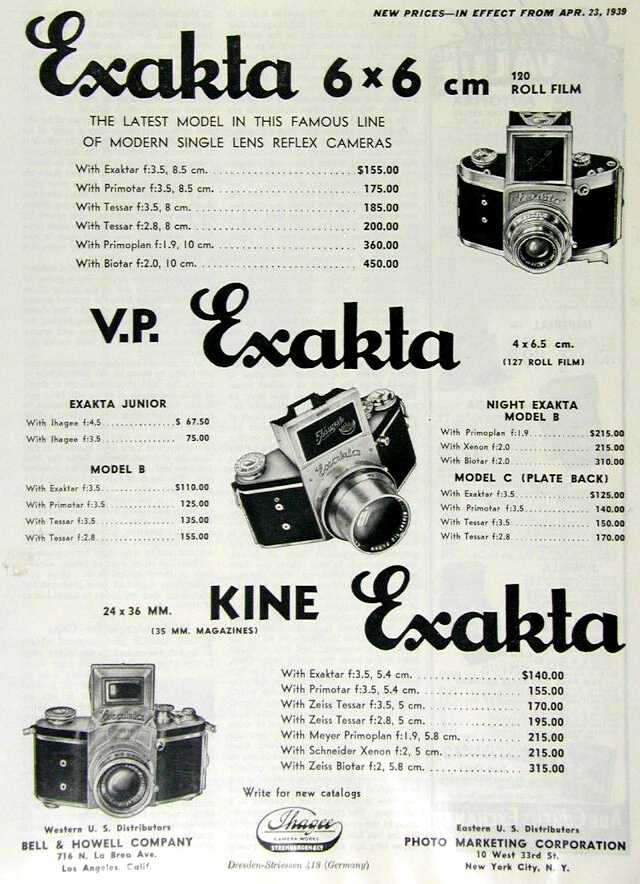 NEW PRICES—IN EFFECT FROM APR. 23, 1939
Exakta 6 x 6 cm 120 ROLL FILM
THE LATEST MODEL IN THIS FAMOUS LINE
OF MODERN SINGLE LENS REFLEX CAMERAS
With Exaktar f:3.5, 8.5 cm. $155.00
With Primotar f:3.5, 8.5 cm. 175.00
With Tessar f:3.5, 8 cm. 185.00
With Tessar f:2.8, 8 cm. 200.00
With Primoplan f:1.9, 10 cm. 360.00
With Biotar f:2.0, 10 cm. 450.00
Exakta
V.P. Exakta
4 x 6.5 cm.
(127 ROLL FILM)
EXAKTA JUNIOR
With Ihagee f:4.5 $ 67.50
With Ihagee f:3.5 75.00
MODEL B
With Exaktar f:3.5 $110.00
With Primotar f:3.5 125.00
With Tessar f:3.5 135.00
With Tessar f:2.8 155.00
Ihagee
Exakta
NIGHT EXAKTA
MODEL B
With Primoplan f:1.9 $215.00
With Xenon f:2.0 215.00
With Biotar f:2.0 310.00
MODEL C (PLATE BACK)
With Exaktar f:3.5 $125.00
With Primotar f:3.5 140.00
With Tessar f:3.5 150.00
With Tessar f:2.8 170.00
24 x 36 MM. KINE Exakta
(35 MM. MAGAZINES)
With Exaktar f:3.5, 5.4 cm. $140.00
With Primotar f:3.5, 5.4 cm. 155.00
With Zeiss Tessar f:3.5, 5 cm. 170.00
With Zeiss Tessar f:2.8, 5 cm. 195.00
With Meyer Primoplan f:1.9, 5.8 cm. 215.00
With Schneider Xenon f:2, 5 cm. 215.00
With Zeiss Biotar f:2, 5.8 cm. 315.00
Exakta
Write for new catalogs
Western U. S. Distributors
BELL & HOWELL COMPANY
716 N. La Brea Ave.
Los Angeles, Calif.
Ihagee
CAMERA WORKS
STEENBERGEN & CO
Dresden-Striessen 418 (Germany)
Eastern U. S. Distributors
PHOTO MARKETING CORPORATION
10 West 33rd St.
New York City, N. Y.